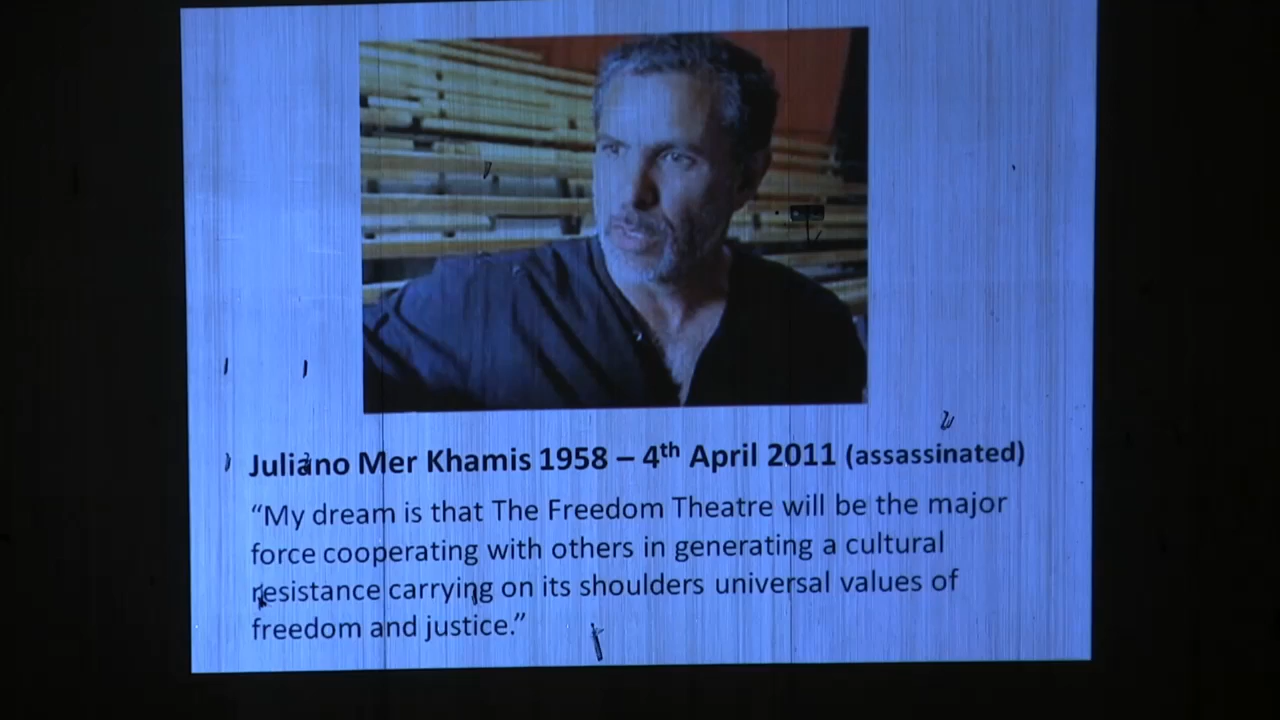 Juliano Mer Khamis 1958 – 4th April 2011 (assassinated)
“My dream is that The Freedom Theatre will be the major
force cooperating with others in generating a cultural
resistance carrying on its shoulders universal values of
freedom and justice.”